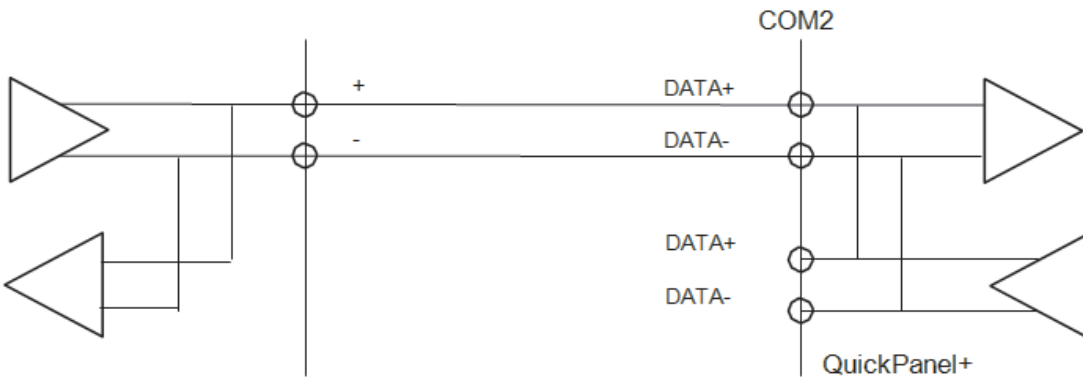 COM2
+
DATA+
-
DATA-
DATA+
DATA-
QuickPanel+